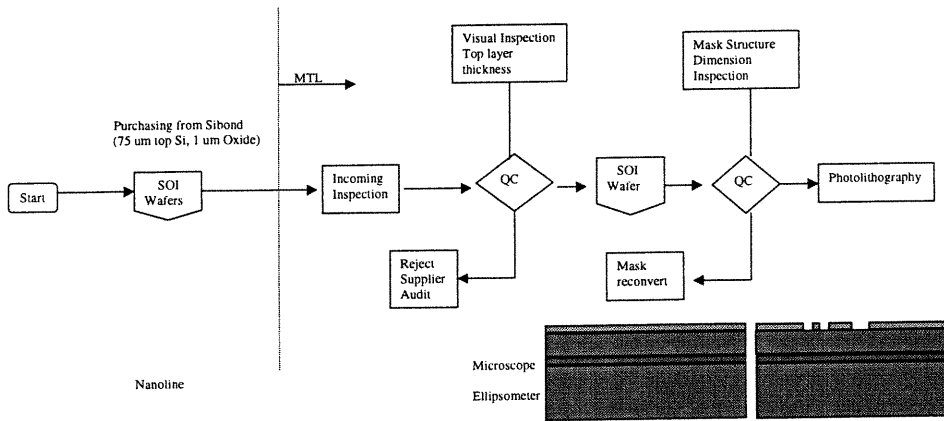 Visual Inspection
Top layer
thickness
Mask Structure
Dimension
Inspection
MTL
Purchasing from Sibond
(75 um top Si, 1 um Oxide)
Start
SOI
Wafers
Incoming
Inspection
QC
SOI
Wafer
QC
Photolithography
Reject
Supplier
Audit
Mask
reconvert
Microscope
Ellipsometer
Nanoline